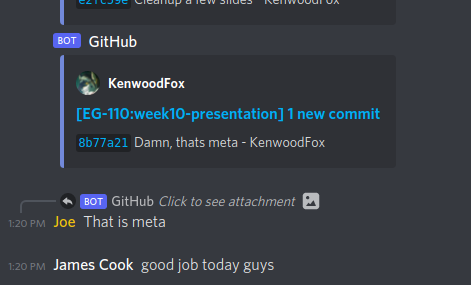 e2fc59e Cleanup a few slides - KenwoodFox
BOT GitHub
KenwoodFox
[EG-110:week10-presentation] 1 new commit
8b77a21 Damn, thats meta - KenwoodFox
BOT GitHub Click to see attachment
1:20 PM Joe That is meta
1:20 PM James Cook good job today guys